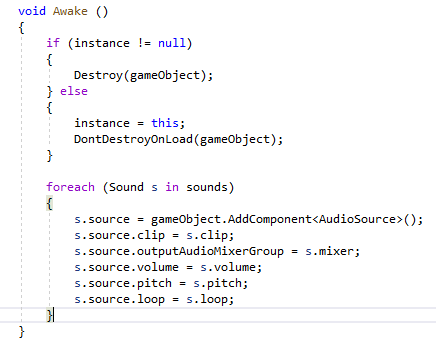 void Awake ()
{
if (instance != null)
{
Destroy(gameObject);
} else
{
instance = this;
DontDestroyOnLoad(gameObject);
}
foreach (Sound s in sounds)
{
s.source = gameObject.AddComponent<AudioSource>();
s.source.clip = s.clip;
s.source.outputAudioMixerGroup = s.mixer;
s.source.volume = s.volume;
s.source.pitch = s.pitch;
s.source.loop = s.loop;
}
}